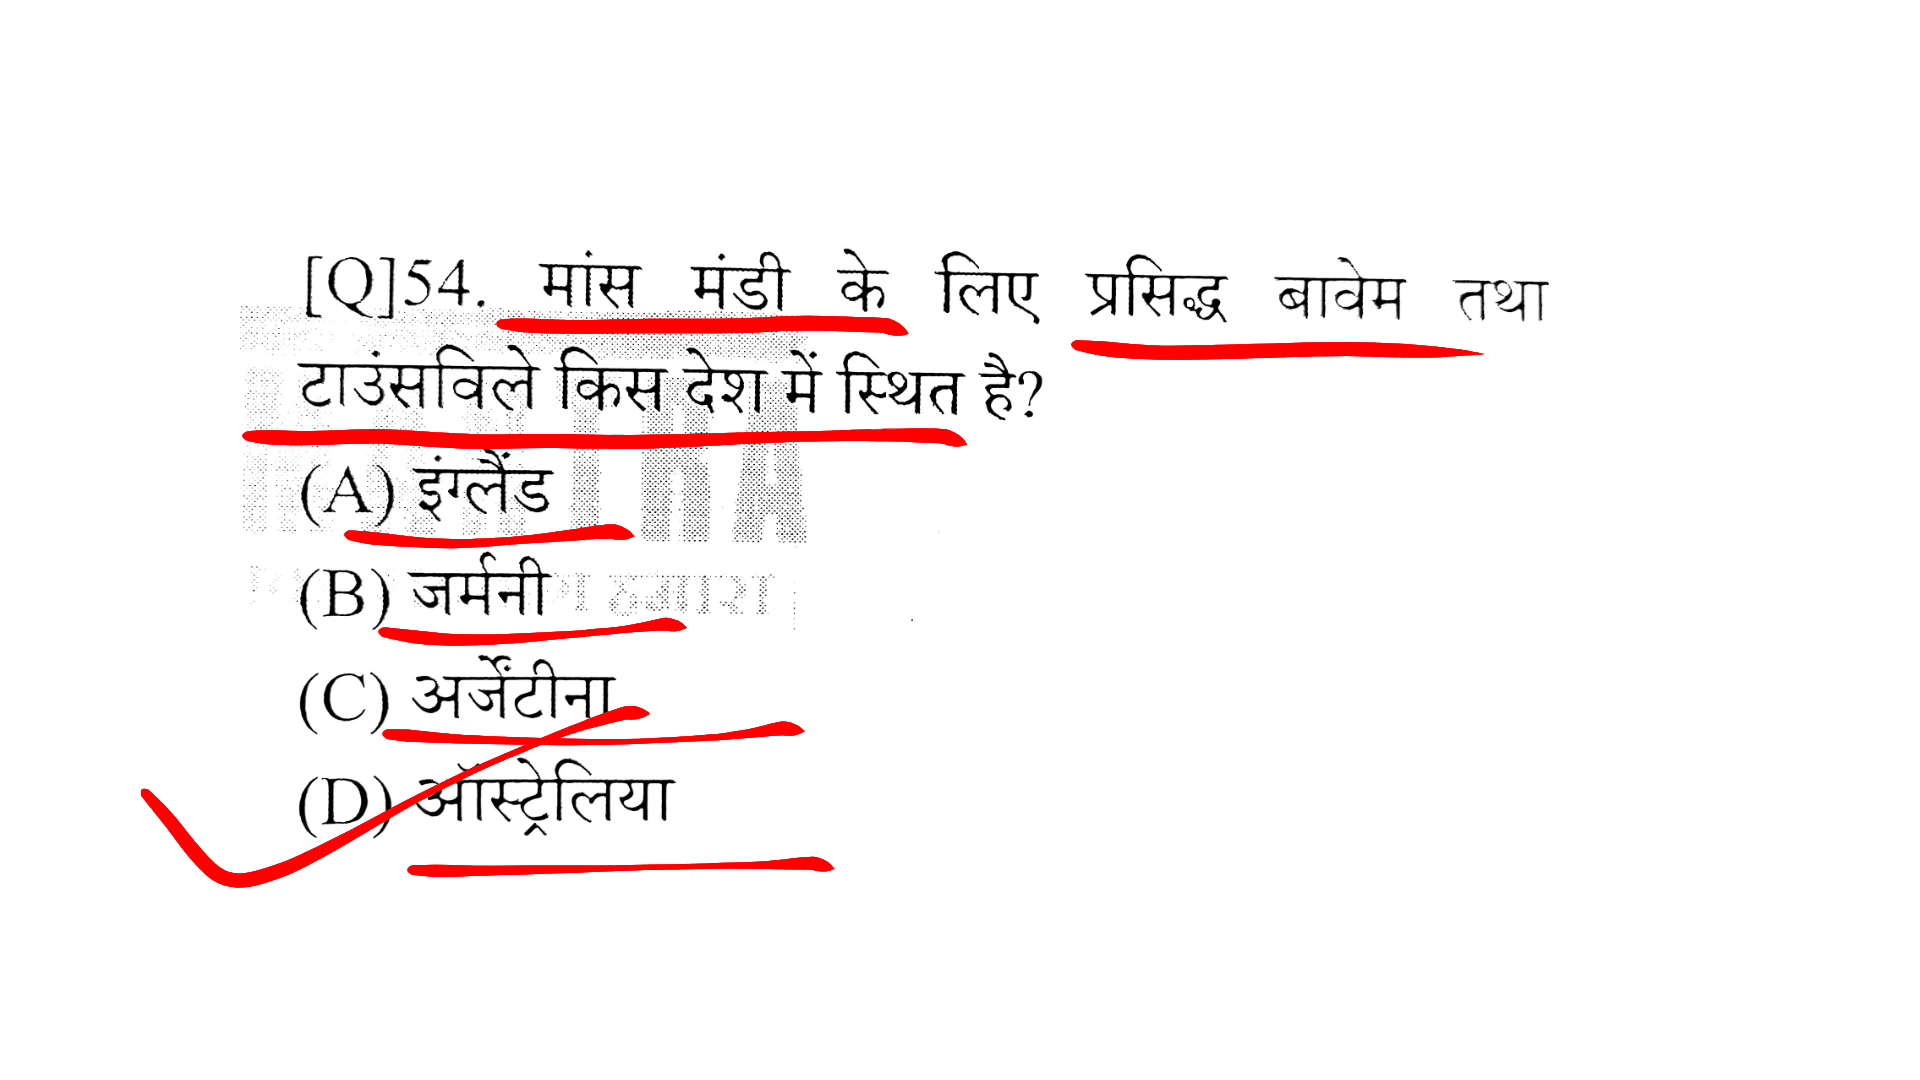 [Q]54. मांस मंडी के लिए प्रसिद्ध बावेम तथा
टाउंसविले किस देश में स्थित है?
(A) इंग्लैंड
(B) जर्मनी
(C) अर्जेंटीना
(D) ऑस्ट्रेलिया